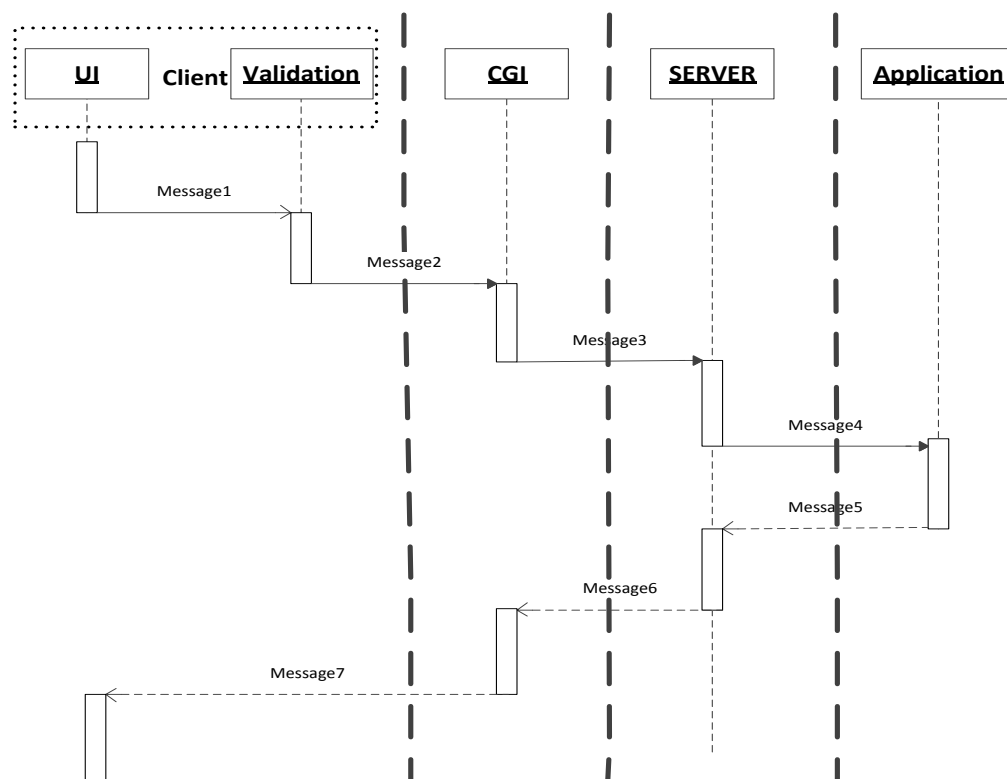 UI
Client
Validation
CGI
SERVER
Application
Message1
Message2
Message3
Message4
Message5
Message6
Message7